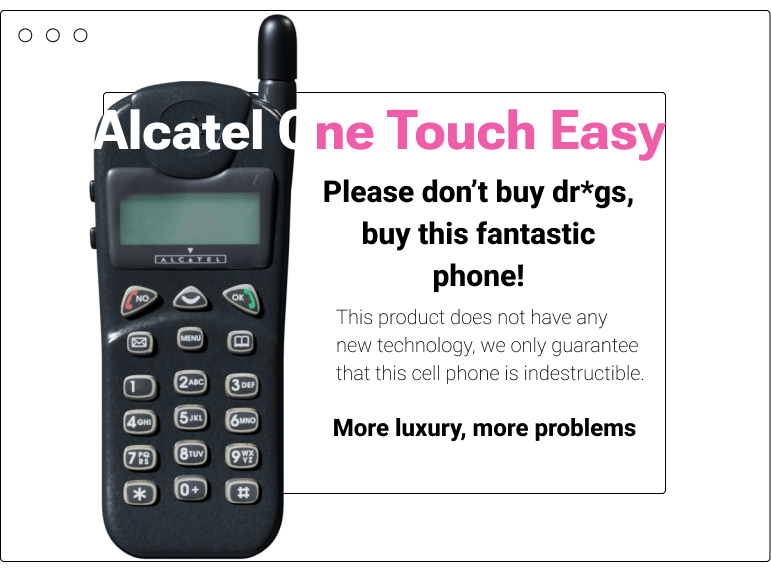 Alcatel One Touch Easy
Please don’t buy dr*gs,
buy this fantastic
phone!
This product does not have any
new technology, we only guarantee
that this cell phone is indestructible.
More luxury, more problems
ALCATEL
NO
OK
MENU
1
2ABC
3DEF
4GHI
5JKL
6MNO
7PQRS
8TUV
9WXYZ
*
0+
#